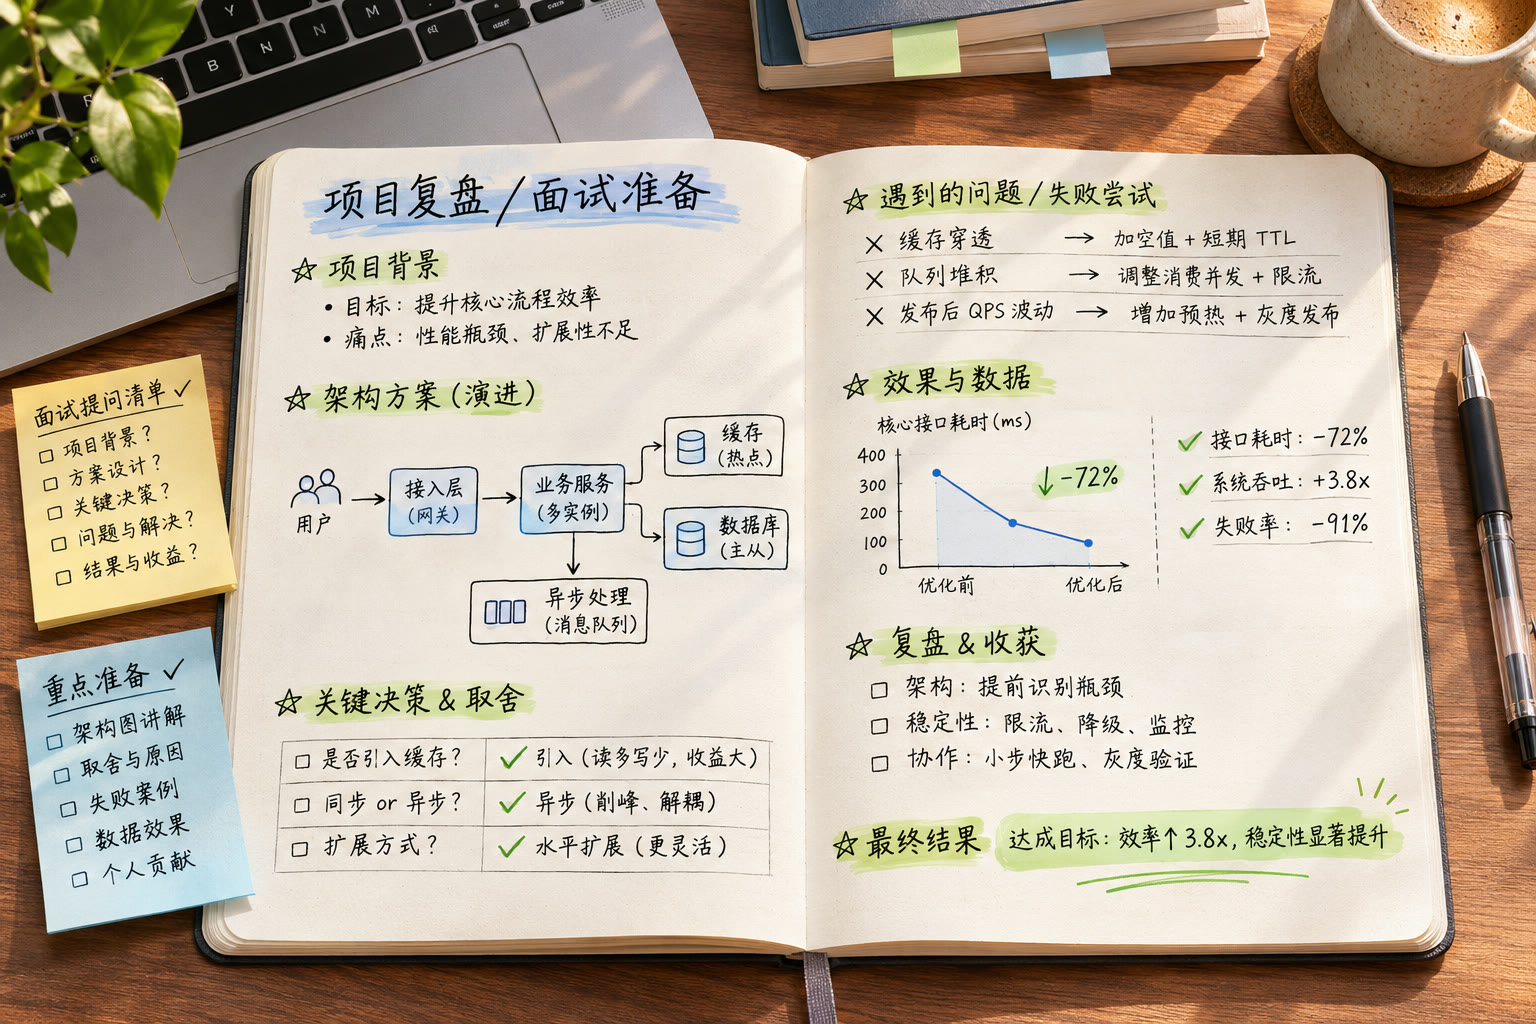 项目复盘 / 面试准备
☆ 项目背景
• 目标：提升核心流程效率
• 痛点：性能瓶颈、扩展性不足
☆ 架构方案 (演进)
用户
接入层
(网关)
业务服务
(多实例)
缓存
(热点)
数据库
(主从)
异步处理
(消息队列)
☆ 关键决策 & 取舍
□ 是否引入缓存? ✓ 引入 (读多写少, 收益大)
□ 同步 or 异步? ✓ 异步 (削峰、解耦)
□ 扩展方式? ✓ 水平扩展 (更灵活)
☆ 遇到的问题 / 失败尝试
× 缓存穿透 → 加空值 + 短期 TTL
× 队列堆积 → 调整消费并发 + 限流
× 发布后 QPS 波动 → 增加预热 + 灰度发布
☆ 效果与数据
核心接口耗时 (ms)
400
300
200
100
0
优化前
优化后
↓ -72%
✓ 接口耗时: -72%
✓ 系统吞吐: +3.8x
✓ 失败率: -91%
☆ 复盘 & 收获
□ 架构: 提前识别瓶颈
□ 稳定性: 限流、降级、监控
□ 协作: 小步快跑、灰度验证
☆ 最终结果 达成目标: 效率↑ 3.8x, 稳定性显著提升
面试提问清单 ✓
□ 项目背景?
□ 方案设计?
□ 关键决策?
□ 问题与解决?
□ 结果与收益?
重点准备 ✓
□ 架构图讲解
□ 取舍与原因
□ 失败案例
□ 数据效果
□ 个人贡献